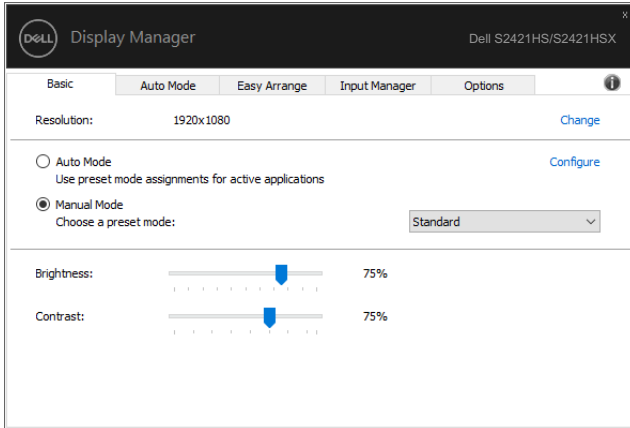 x
DELL Display Manager Dell S2421HS/S2421HSX
Basic Auto Mode Easy Arrange Input Manager Options
Resolution: 1920x1080 Change
Auto Mode Configure
Use preset mode assignments for active applications
Manual Mode
Choose a preset mode: Standard
Brightness: 75%
Contrast: 75%